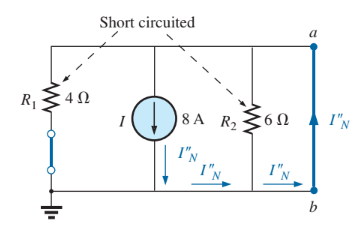 Short circuited
a
R1 4 Ω
I 8 A R2 6 Ω I″N
I″N
I″N I″N
b